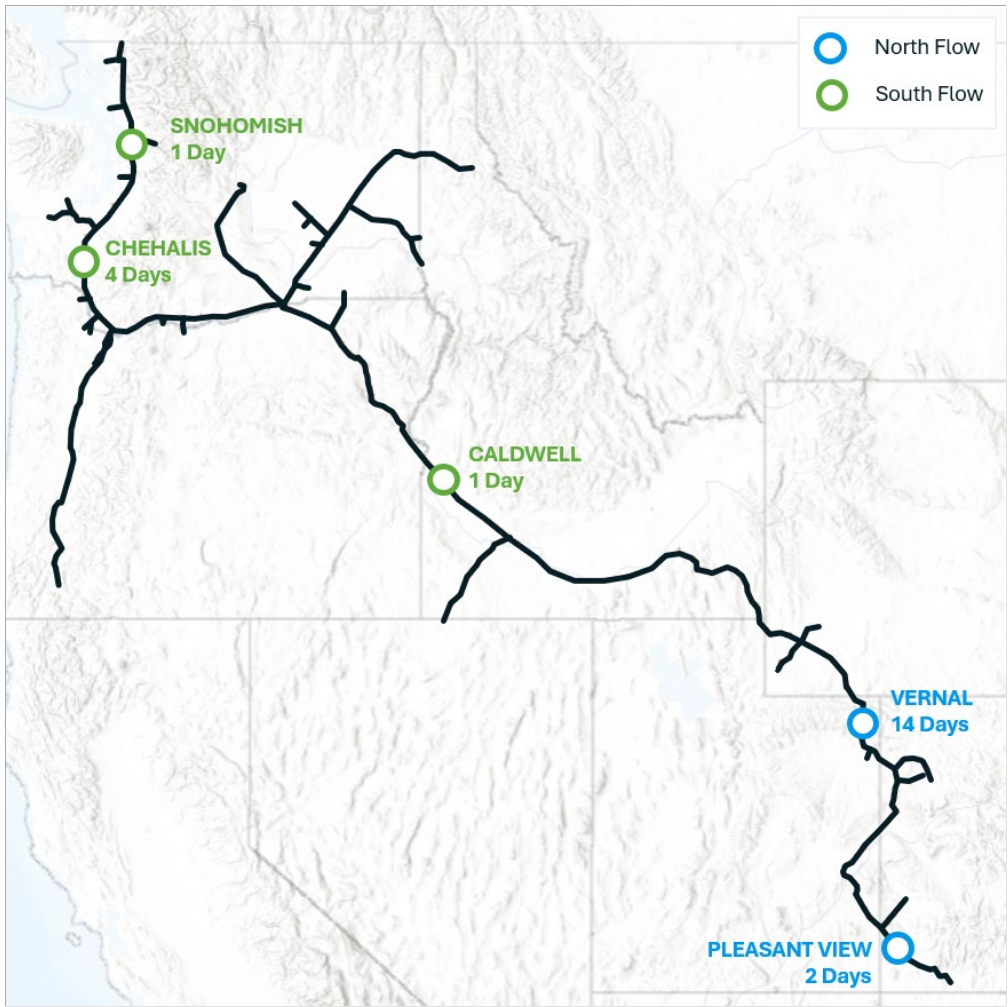 North Flow
South Flow
SNOHOMISH
1 Day
CHEHALIS
4 Days
CALDWELL
1 Day
VERNAL
14 Days
PLEASANT VIEW
2 Days